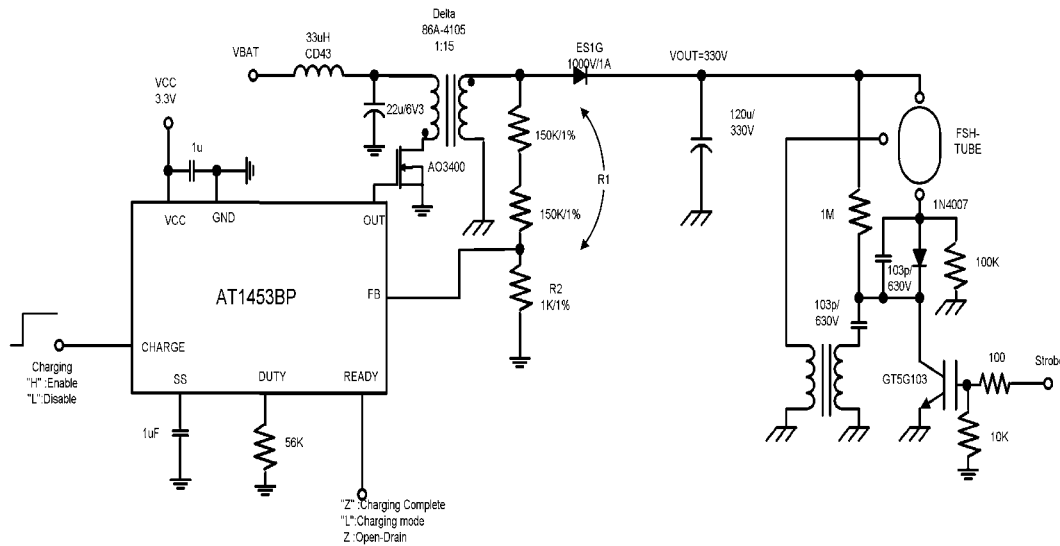 Delta
86A-4105
1:15
33uH
CD43
VBAT
ES1G
1000V/1A
VOUT=330V
VCC
3.3V
22u/6V3
1u
150K/1%
AO3400
R1
120u/
330V
FSH-
TUBE
VCC
GND
OUT
150K/1%
1M
1N4007
103p/
630V
100K
AT1453BP
FB
R2
1K/1%
103p/
630V
CHARGE
Charging
"H" :Enable
"L":Disable
SS
DUTY
READY
GT5G103
100
Strobe
1uF
56K
10K
"Z" :Charging Complete
"L":Charging mode
Z :Open-Drain